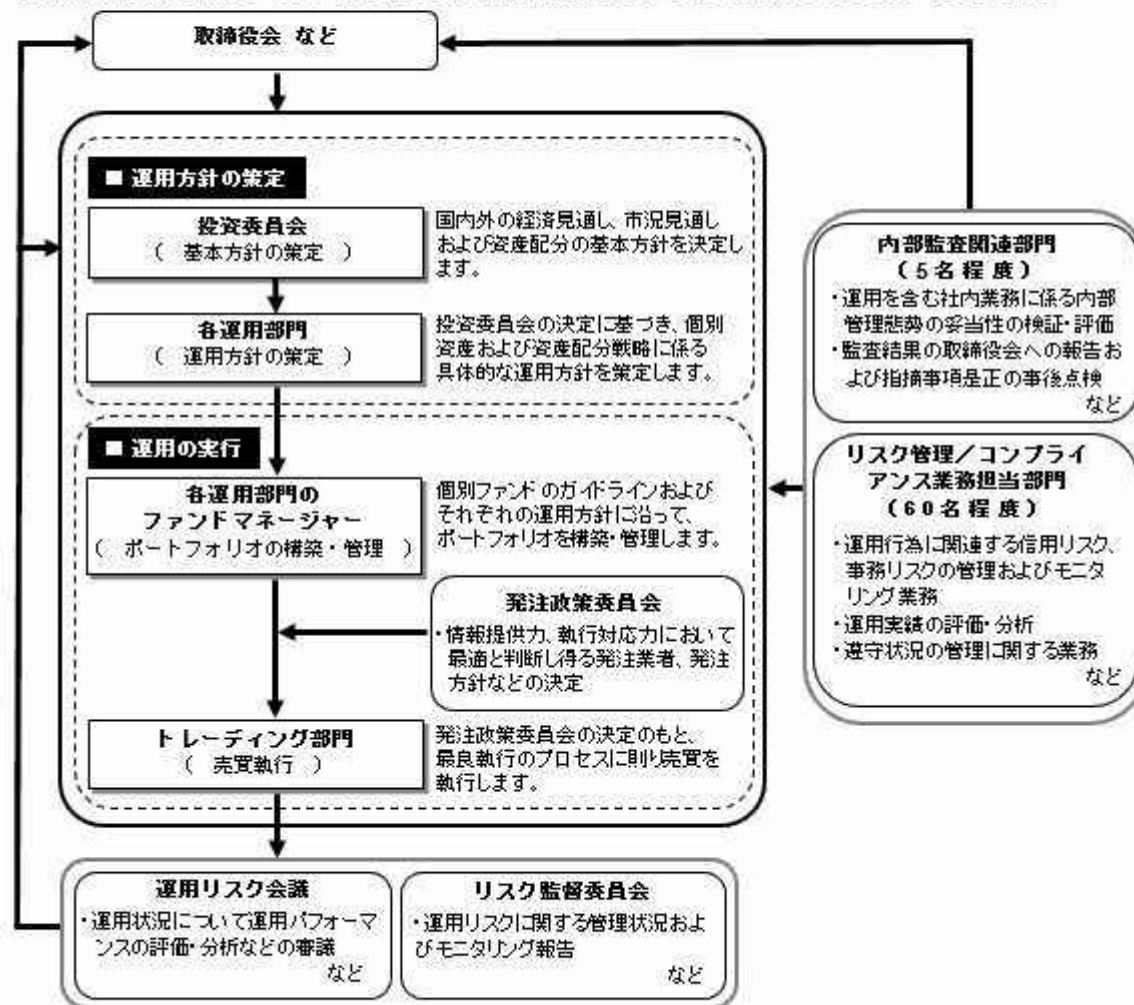 取締役会 など
■ 運用方針の策定
投資委員会
( 基本方針の策定 )
国内外の経済見通し、市況見通し
および資産配分の基本方針を決定し
ます。
各運用部門
( 運用方針の策定 )
投資委員会の決定に基づき、個別
資産および資産配分戦略に係る
具体的な運用方針を策定します。
■ 運用の実行
各運用部門の
ファンドマネージャー
( ポートフォリオの構築・管理 )
個別ファンドのガイドラインおよび
それぞれの運用方針に沿って、
ポートフォリオを構築・管理します。
発注政策委員会
・情報提供力、執行対応力において
最適と判断し得る発注業者、発注
方針などの決定
トレーディング部門
( 売買執行 )
発注政策委員会の決定のもと、
最良執行のプロセスに則り売買を
執行します。
内部監査関連部門
(5名程度)
・運用を含む社内業務に係る内部
管理態勢の妥当性の検証・評価
・監査結果の取締役会への報告お
よび指摘事項是正の事後点検
など
リスク管理/コンプライ
アンス業務担当部門
(60名程度)
・運用行為に関連する信用リスク、
事務リスクの管理およびモニタ
リング業務
・運用実績の評価・分析
・遵守状況の管理に関する業務
など
運用リスク会議
・運用状況について運用パフォーマ
ンスの評価・分析などの審議
など
リスク監督委員会
・運用リスクに関する管理状況およ
びモニタリング報告
など